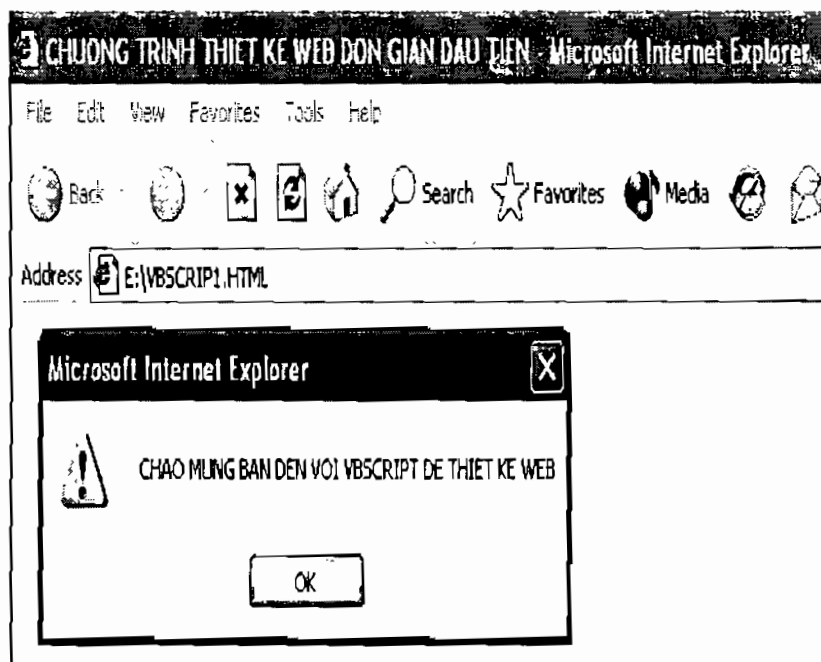 CHUONG TRINH THIET KE WEB DON GIAN DAU TIEN - Microsoft Internet Explorer
File Edit View Favorites Tools Help
Back Search Favorites Media
Address E:\VBSCRIP1.HTML
Microsoft Internet Explorer
CHAO MUNG BAN DEN VOI VBSCRIPT DE THIET KE WEB
OK